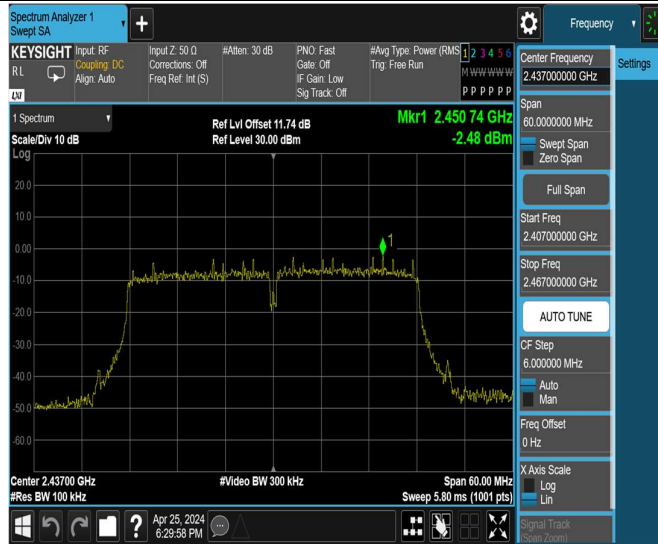 Spectrum Analyzer 1
Swept SA
+
Frequency
KEYSIGHT
RL
LXI
Input: RF
Coupling: DC
Align: Auto
Input Z: 50 Ω
Corrections: Off
Freq Ref: Int (S)
#Atten: 30 dB
PNO: Fast
Gate: Off
IF Gain: Low
Sig Track: Off
#Avg Type: Power (RMS
Trig: Free Run
1 2 3 4 5 6
M W W W W W
P P P P P P
Center Frequency
2.437000000 GHz
Settings
Span
60.0000000 MHz
Swept Span
Zero Span
Full Span
Start Freq
2.407000000 GHz
Stop Freq
2.467000000 GHz
AUTO TUNE
CF Step
6.000000 MHz
Auto
Man
Freq Offset
0 Hz
X Axis Scale
Log
Lin
Signal Track
(Span Zoom)
1 Spectrum
Scale/Div 10 dB
Ref Lvl Offset 11.74 dB
Ref Level 30.00 dBm
Mkr1 2.450 74 GHz
-2.48 dBm
Log
20.0
10.0
0.00
-10.0
-20.0
-30.0
-40.0
-50.0
-60.0
1
Center 2.43700 GHz
#Res BW 100 kHz
#Video BW 300 kHz
Span 60.00 MHz
Sweep 5.80 ms (1001 pts)
?
Apr 25, 2024
6:29:58 PM